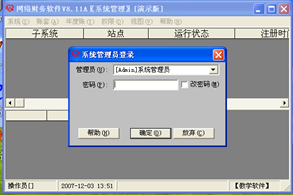 网络财务软件V8.11A【系统管理】[演示版]
系统(S) 账套(A) 年度账(Y) 故障(Q) 视图(V) 帮助(H)
子系统 站点 运行状态 注册时
系统管理员登录
管理员(U): [Admin]系统管理员
密码(P): 改密码(M)
帮助(H) 确定(O) 放弃(C)
操作员[] 2007-12-03 13:51 【教学软件】